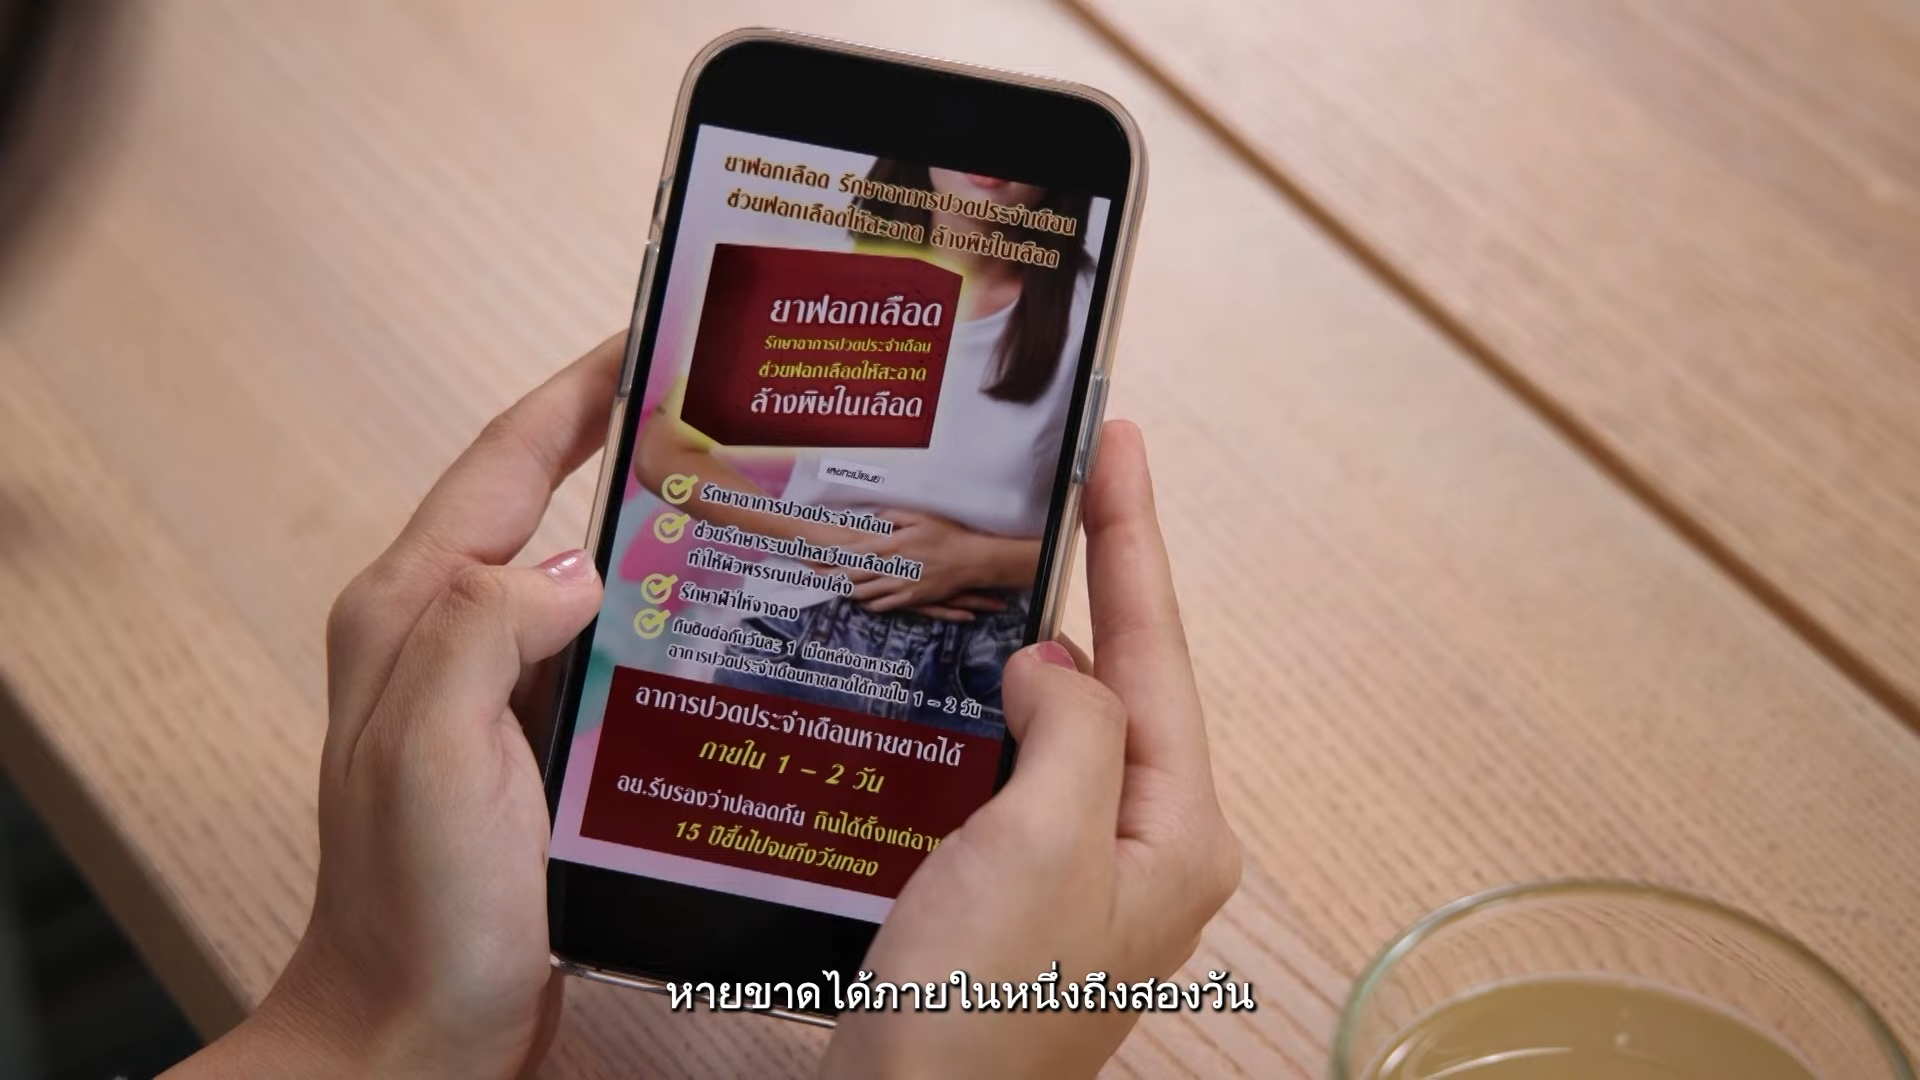 ยาฟอกเลือด รักษาอาการปวดประจำเดือน
ช่วยฟอกเลือดให้สะอาด ล้างพิษในเลือด
ยาฟอกเลือด
รักษาอาการปวดประจำเดือน
ช่วยฟอกเลือดให้สะอาด
ล้างพิษในเลือด
เลขทะเบียนยา
รักษาอาการปวดประจำเดือน
ช่วยรักษาระบบไหลเวียนเลือดให้ดี
ทำให้ผิวพรรณเปล่งปลั่ง
รักษาฝ้าให้จางลง
กินติดต่อกันวันละ 1 เม็ดหลังอาหารเช้า
อาการปวดประจำเดือนหายขาดได้ภายใน 1 - 2 วัน
อาการปวดประจำเดือนหายขาดได้
ภายใน 1 - 2 วัน
อย.รับรองว่าปลอดภัย กินได้ตั้งแต่อายุ
15 ปีขึ้นไปจนถึงวัยทอง
หายขาดได้ภายในหนึ่งถึงสองวัน